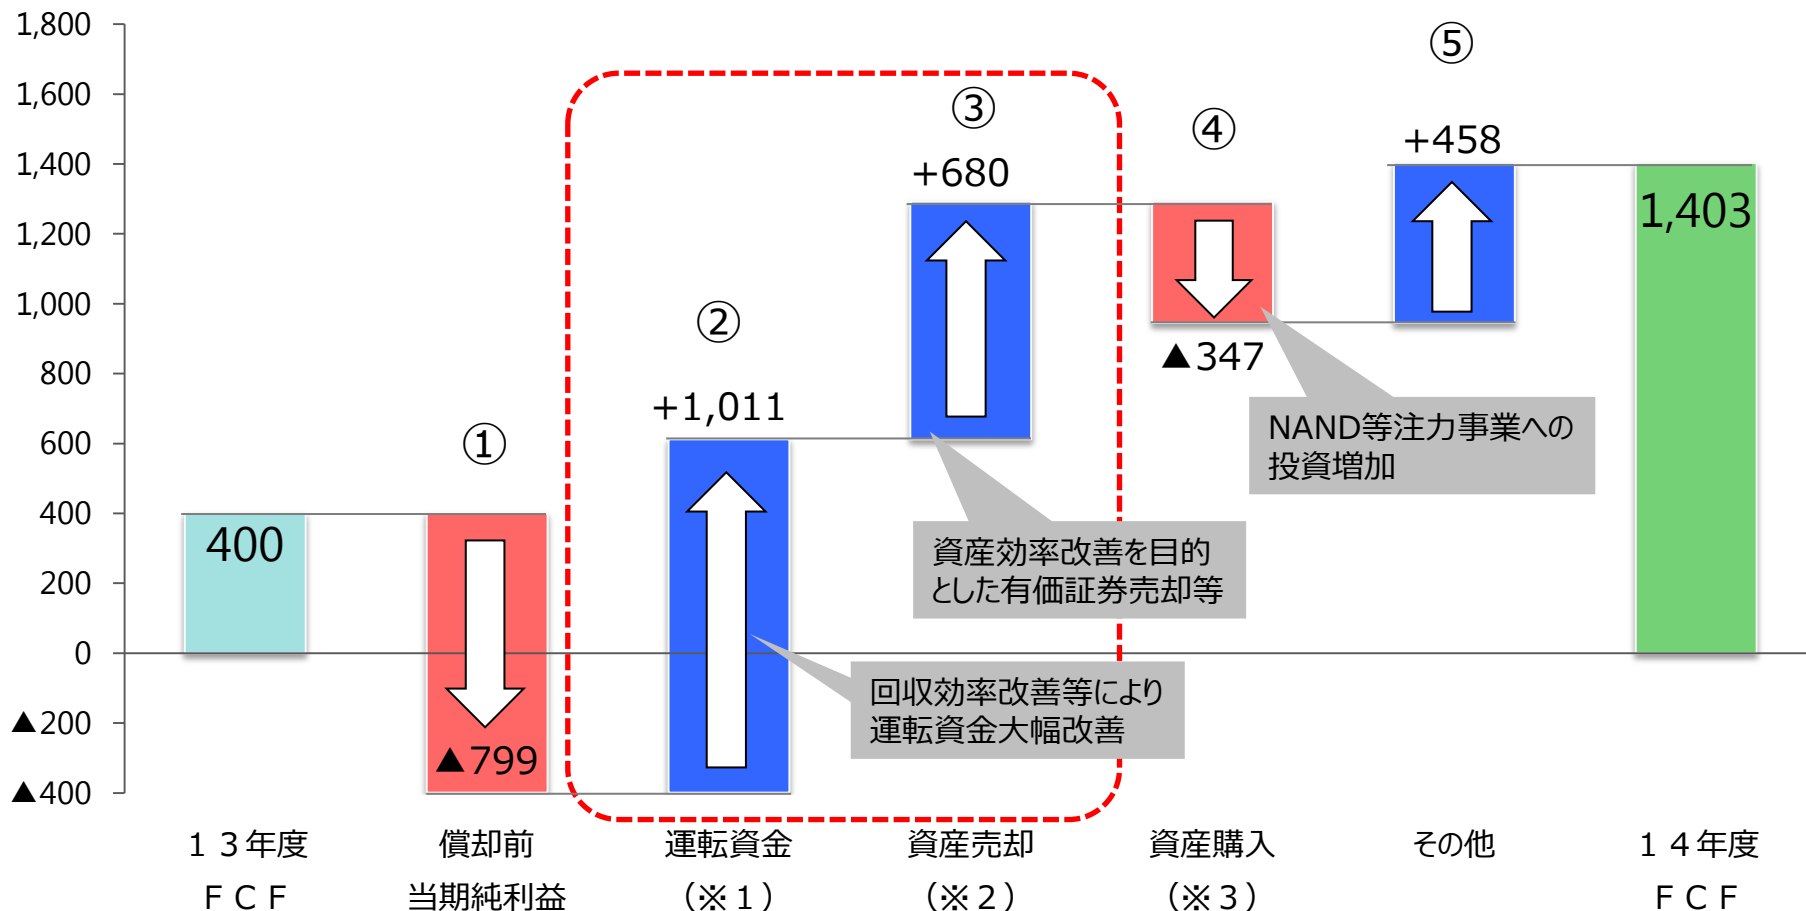 1,800
1,600
1,400
1,200
1,000
800
600
400
200
0
▲200
▲400
400
①
▲799
②
+1,011
③
+680
④
▲347
⑤
+458
1,403
NAND等注力事業への
投資増加
資産効率改善を目的
とした有価証券売却等
回収効率改善等により
運転資金大幅改善
１３年度
ＦＣＦ
償却前
当期純利益
運転資金
（※１）
資産売却
（※２）
資産購入
（※３）
その他
１４年度
ＦＣＦ